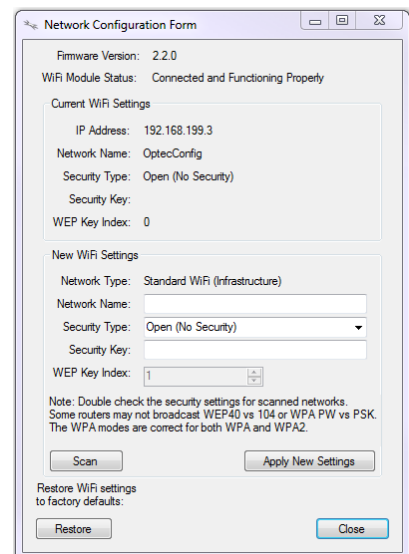 Network Configuration Form
Firmware Version: 2.2.0
WiFi Module Status: Connected and Functioning Properly
Current WiFi Settings
IP Address: 192.168.199.3
Network Name: OptecConfig
Security Type: Open (No Security)
Security Key:
WEP Key Index: 0
New WiFi Settings
Network Type: Standard WiFi (Infrastructure)
Network Name:
Security Type: Open (No Security)
Security Key:
WEP Key Index: 1
Note: Double check the security settings for scanned networks.
Some routers may not broadcast WEP40 vs 104 or WPA PW vs PSK.
The WPA modes are correct for both WPA and WPA2.
Scan Apply New Settings
Restore WiFi settings
to factory defaults:
Restore Close